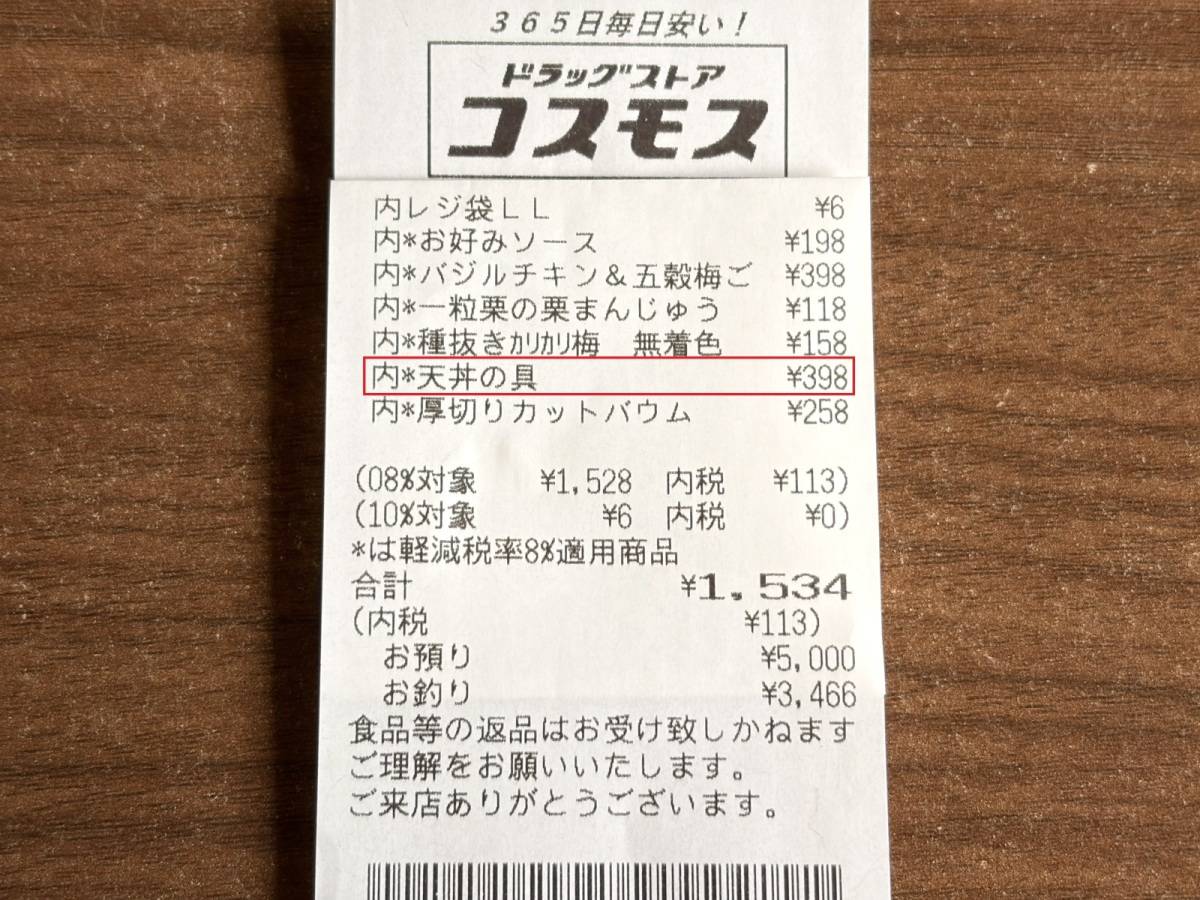 365日毎日安い!
ドラッグストア
コスモス
内レジ袋LL ¥6
内*お好みソース ¥198
内*バジルチキン&五穀梅ご ¥398
内*一粒栗の栗まんじゅう ¥118
内*種抜きカリカリ梅 無着色 ¥158
内*天丼の具 ¥398
内*厚切りカットバウム ¥258
(08%対象 ¥1,528 内税 ¥113)
(10%対象 ¥6 内税 ¥0)
*は軽減税率8%適用商品
合計 ¥1,534
(内税 ¥113)
お預り ¥5,000
お釣り ¥3,466
食品等の返品はお受け致しかねます
ご理解をお願いいたします。
ご来店ありがとうございます。